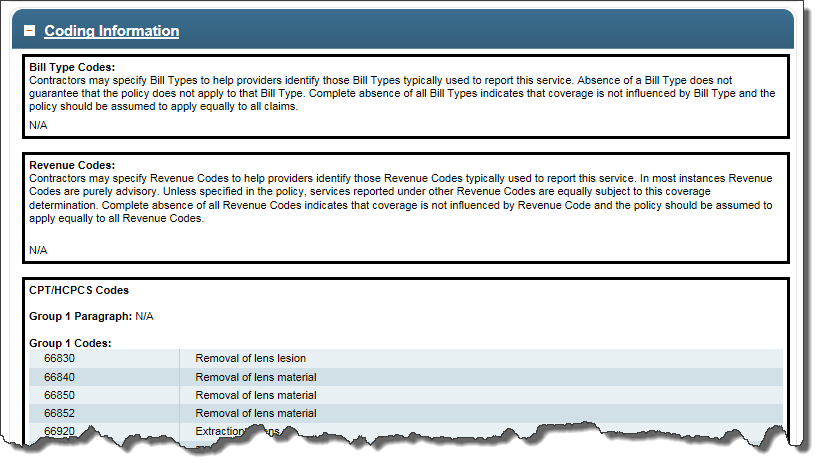 Coding Information
Bill Type Codes:
Contractors may specify Bill Types to help providers identify those Bill Types typically used to report this service. Absence of a Bill Type does not
guarantee that the policy does not apply to that Bill Type. Complete absence of all Bill Types indicates that coverage is not influenced by Bill Type and the
policy should be assumed to apply equally to all claims.
N/A
Revenue Codes:
Contractors may specify Revenue Codes to help providers identify those Revenue Codes typically used to report this service. In most instances Revenue
Codes are purely advisory. Unless specified in the policy, services reported under other Revenue Codes are equally subject to this coverage
determination. Complete absence of all Revenue Codes indicates that coverage is not influenced by Revenue Code and the policy should be assumed to
apply equally to all Revenue Codes.
N/A
CPT/HCPCS Codes
Group 1 Paragraph: N/A
Group 1 Codes:
66830 Removal of lens lesion
66840 Removal of lens material
66850 Removal of lens material
66852 Removal of lens material
66920 Extraction